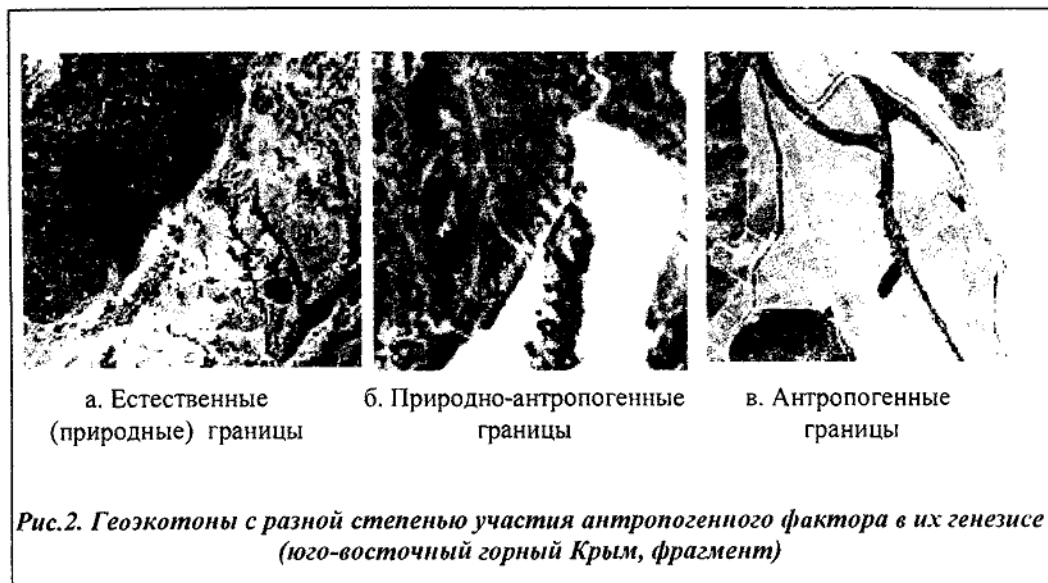 а. Естественные
(природные) границы
б. Природно-антропогенные
границы
в. Антропогенные
границы
Рис.2. Геоэкотоны с разной степенью участия антропогенного фактора в их генезисе
(юго-восточный горный Крым, фрагмент)